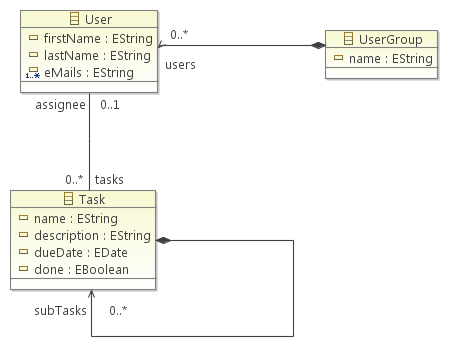 User
firstName : EString
lastName : EString
1..* eMails : EString
0..*
users
UserGroup
name : EString
assignee
0..1
0..*
tasks
Task
name : EString
description : EString
dueDate : EDate
done : EBoolean
subTasks
0..*